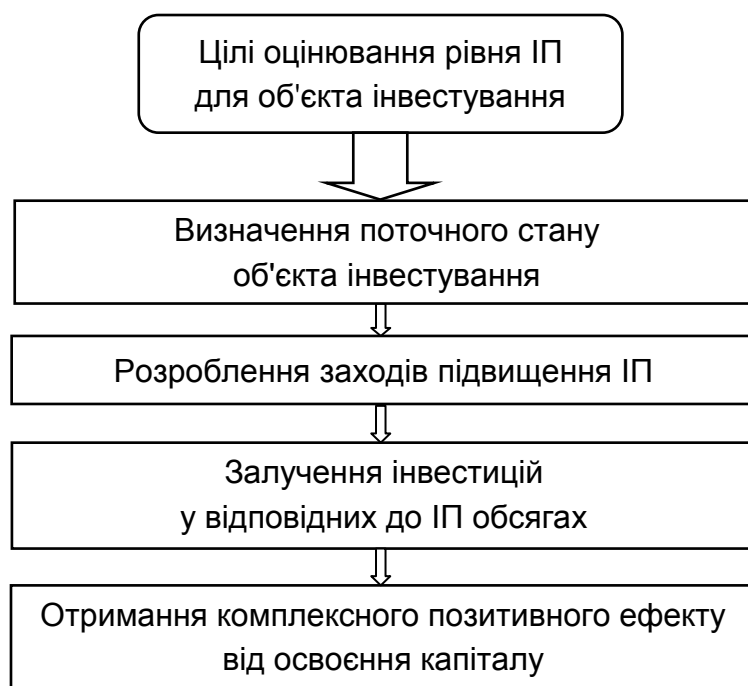 Цілі оцінювання рівня ІП
для об'єкта інвестування
Визначення поточного стану
об'єкта інвестування
Розроблення заходів підвищення ІП
Залучення інвестицій
у відповідних до ІП обсягах
Отримання комплексного позитивного ефекту
від освоєння капіталу